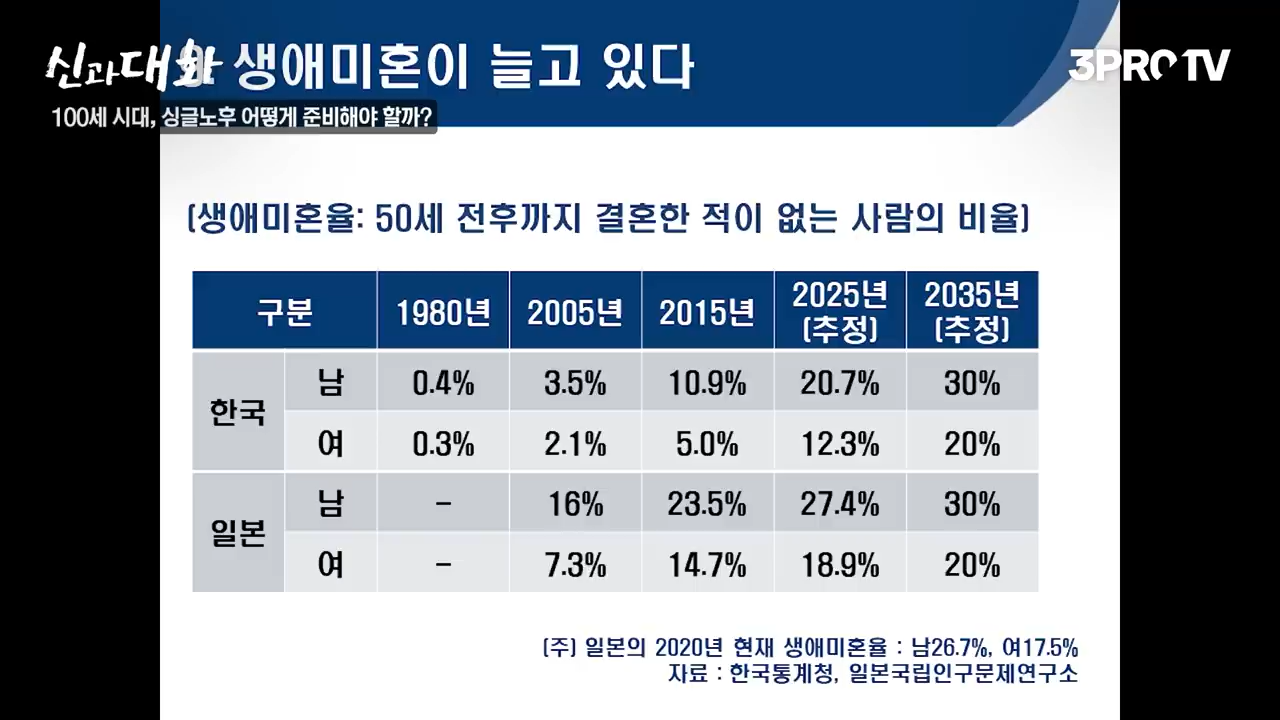 신과대화
생애미혼이 늘고 있다
3PROTV
100세 시대, 싱글노후 어떻게 준비해야 할까?
(생애미혼율: 50세 전후까지 결혼한 적이 없는 사람의 비율)
구분 1980년 2005년 2015년 2025년 (추정) 2035년 (추정)
한국 남 0.4% 3.5% 10.9% 20.7% 30%
여 0.3% 2.1% 5.0% 12.3% 20%
일본 남 - 16% 23.5% 27.4% 30%
여 - 7.3% 14.7% 18.9% 20%
(주) 일본의 2020년 현재 생애미혼율 : 남26.7%, 여17.5%
자료 : 한국통계청, 일본국립인구문제연구소